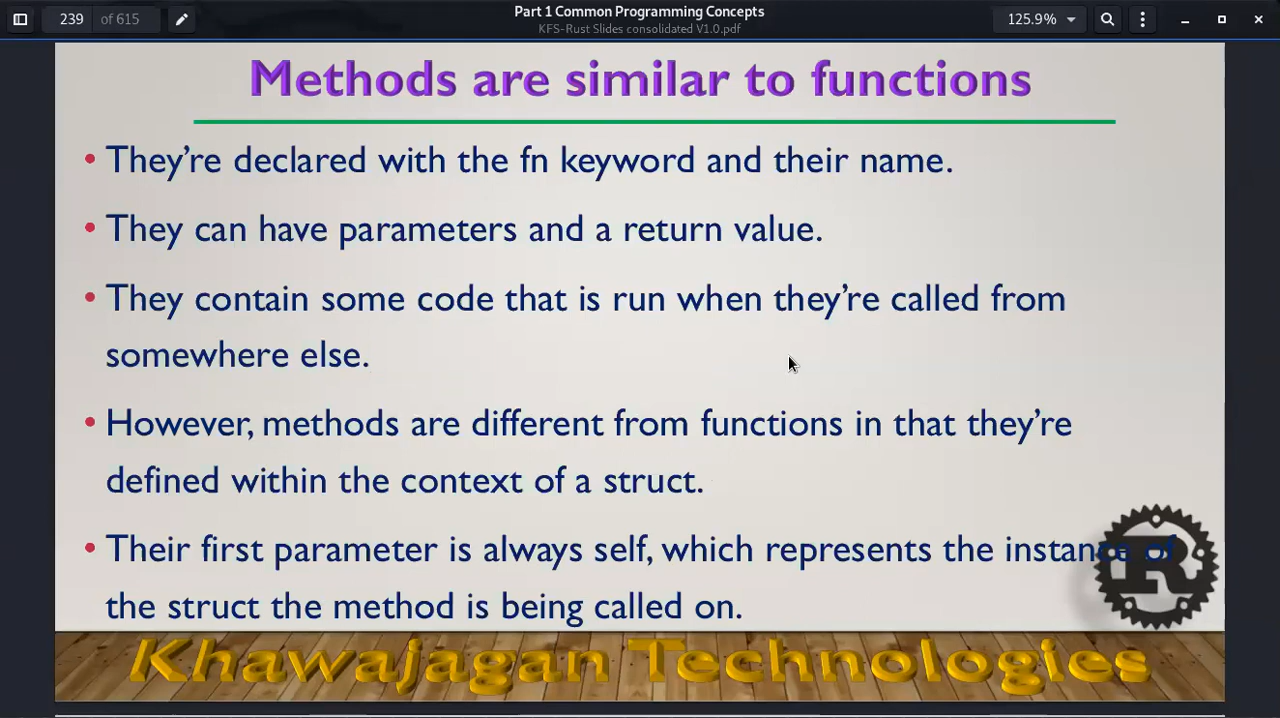 239 of 615
Part 1 Common Programming Concepts
KFS-Rust Slides consolidated V1.0.pdf
125.9%
Methods are similar to functions
• They’re declared with the fn keyword and their name.
• They can have parameters and a return value.
• They contain some code that is run when they’re called from
somewhere else.
• However, methods are different from functions in that they’re
defined within the context of a struct.
• Their first parameter is always self, which represents the instance of
the struct the method is being called on.
R
Khawajagan Technologies